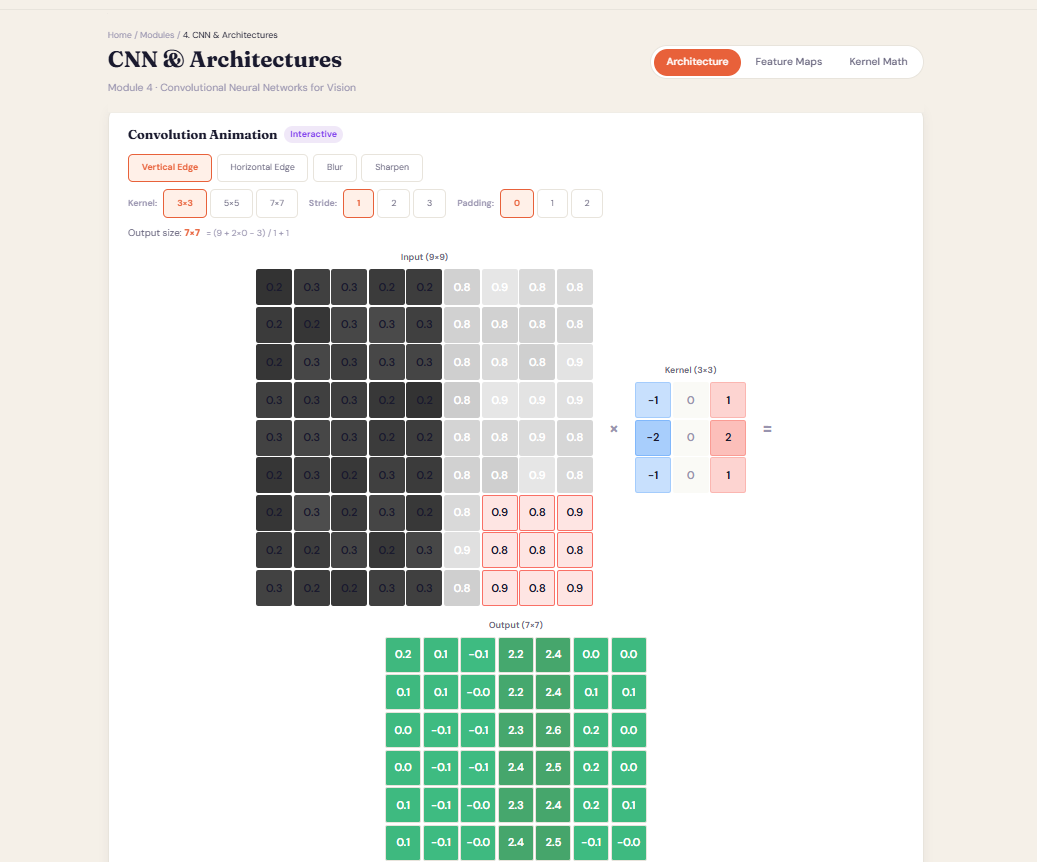 Home / Modules / 4. CNN & Architectures
CNN & Architectures
Module 4 · Convolutional Neural Networks for Vision
Architecture Feature Maps Kernel Math
Convolution Animation Interactive
Vertical Edge Horizontal Edge Blur Sharpen
Kernel: 3×3 5×5 7×7 Stride: 1 2 3 Padding: 0 1 2
Output size: 7×7 = (9 + 2×0 − 3) / 1 + 1
Input (9×9)
0.2 0.3 0.3 0.2 0.2 0.8 0.9 0.8 0.8
0.2 0.2 0.3 0.3 0.3 0.8 0.8 0.8 0.8
0.2 0.3 0.3 0.3 0.3 0.8 0.8 0.8 0.9
0.3 0.3 0.3 0.2 0.2 0.8 0.9 0.9 0.9
0.3 0.3 0.3 0.2 0.2 0.8 0.8 0.9 0.8
0.2 0.3 0.2 0.3 0.2 0.8 0.8 0.9 0.8
0.2 0.3 0.2 0.3 0.2 0.8 0.9 0.8 0.9
0.2 0.2 0.3 0.2 0.3 0.9 0.8 0.8 0.8
0.3 0.2 0.2 0.3 0.3 0.8 0.9 0.8 0.9
Kernel (3×3)
−1 0 1
× −2 0 2 =
−1 0 1
Output (7×7)
0.2 0.1 −0.1 2.2 2.4 0.0 0.0
0.1 0.1 −0.0 2.2 2.4 0.1 0.1
0.0 −0.1 −0.1 2.3 2.6 0.2 0.0
0.0 −0.1 −0.1 2.4 2.5 0.2 0.0
0.1 −0.1 −0.0 2.3 2.4 0.2 0.1
0.1 −0.1 −0.0 2.4 2.5 −0.1 −0.0